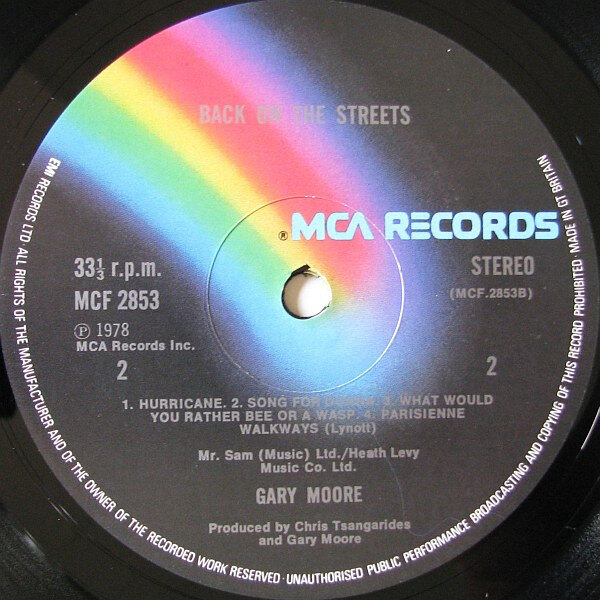 BACK ON THE STREETS
® MCA RECORDS
33⅓ r.p.m.
MCF 2853
STEREO
(MCF.2853B)
Ⓟ 1978
MCA Records Inc.
2
2
1. HURRICANE. 2. SONG FOR DONNA. 3. WHAT WOULD
YOU RATHER BEE OR A WASP. 4. PARISIENNE
WALKWAYS (Lynott)
Mr. Sam (Music) Ltd./Heath Levy
Music Co. Ltd.
GARY MOORE
Produced by Chris Tsangarides
and Gary Moore
EMI RECORDS LTD. ALL RIGHTS OF THE MANUFACTURER AND OF THE OWNER OF THE RECORDED WORK RESERVED · UNAUTHORISED PUBLIC PERFORMANCE BROADCASTING AND COPYING OF THIS RECORD PROHIBITED · MADE IN GT BRITAIN